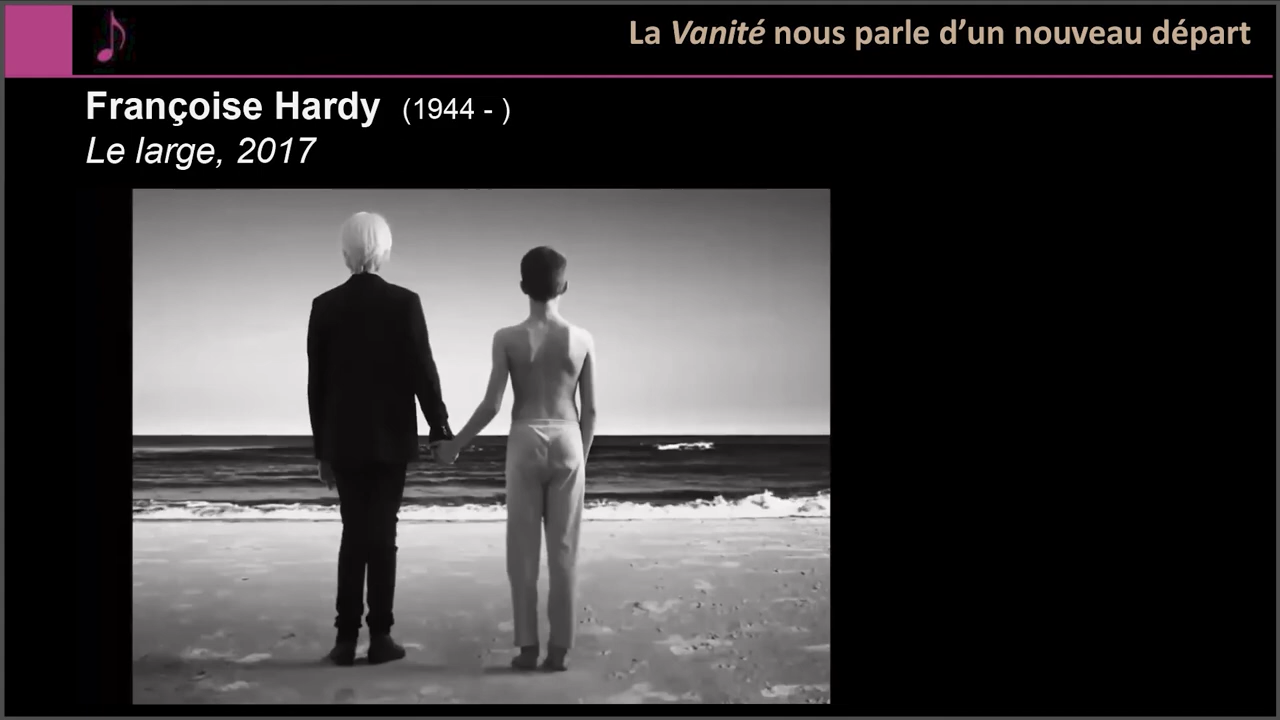 La Vanité nous parle d’un nouveau départ
Françoise Hardy (1944 - )
Le large, 2017